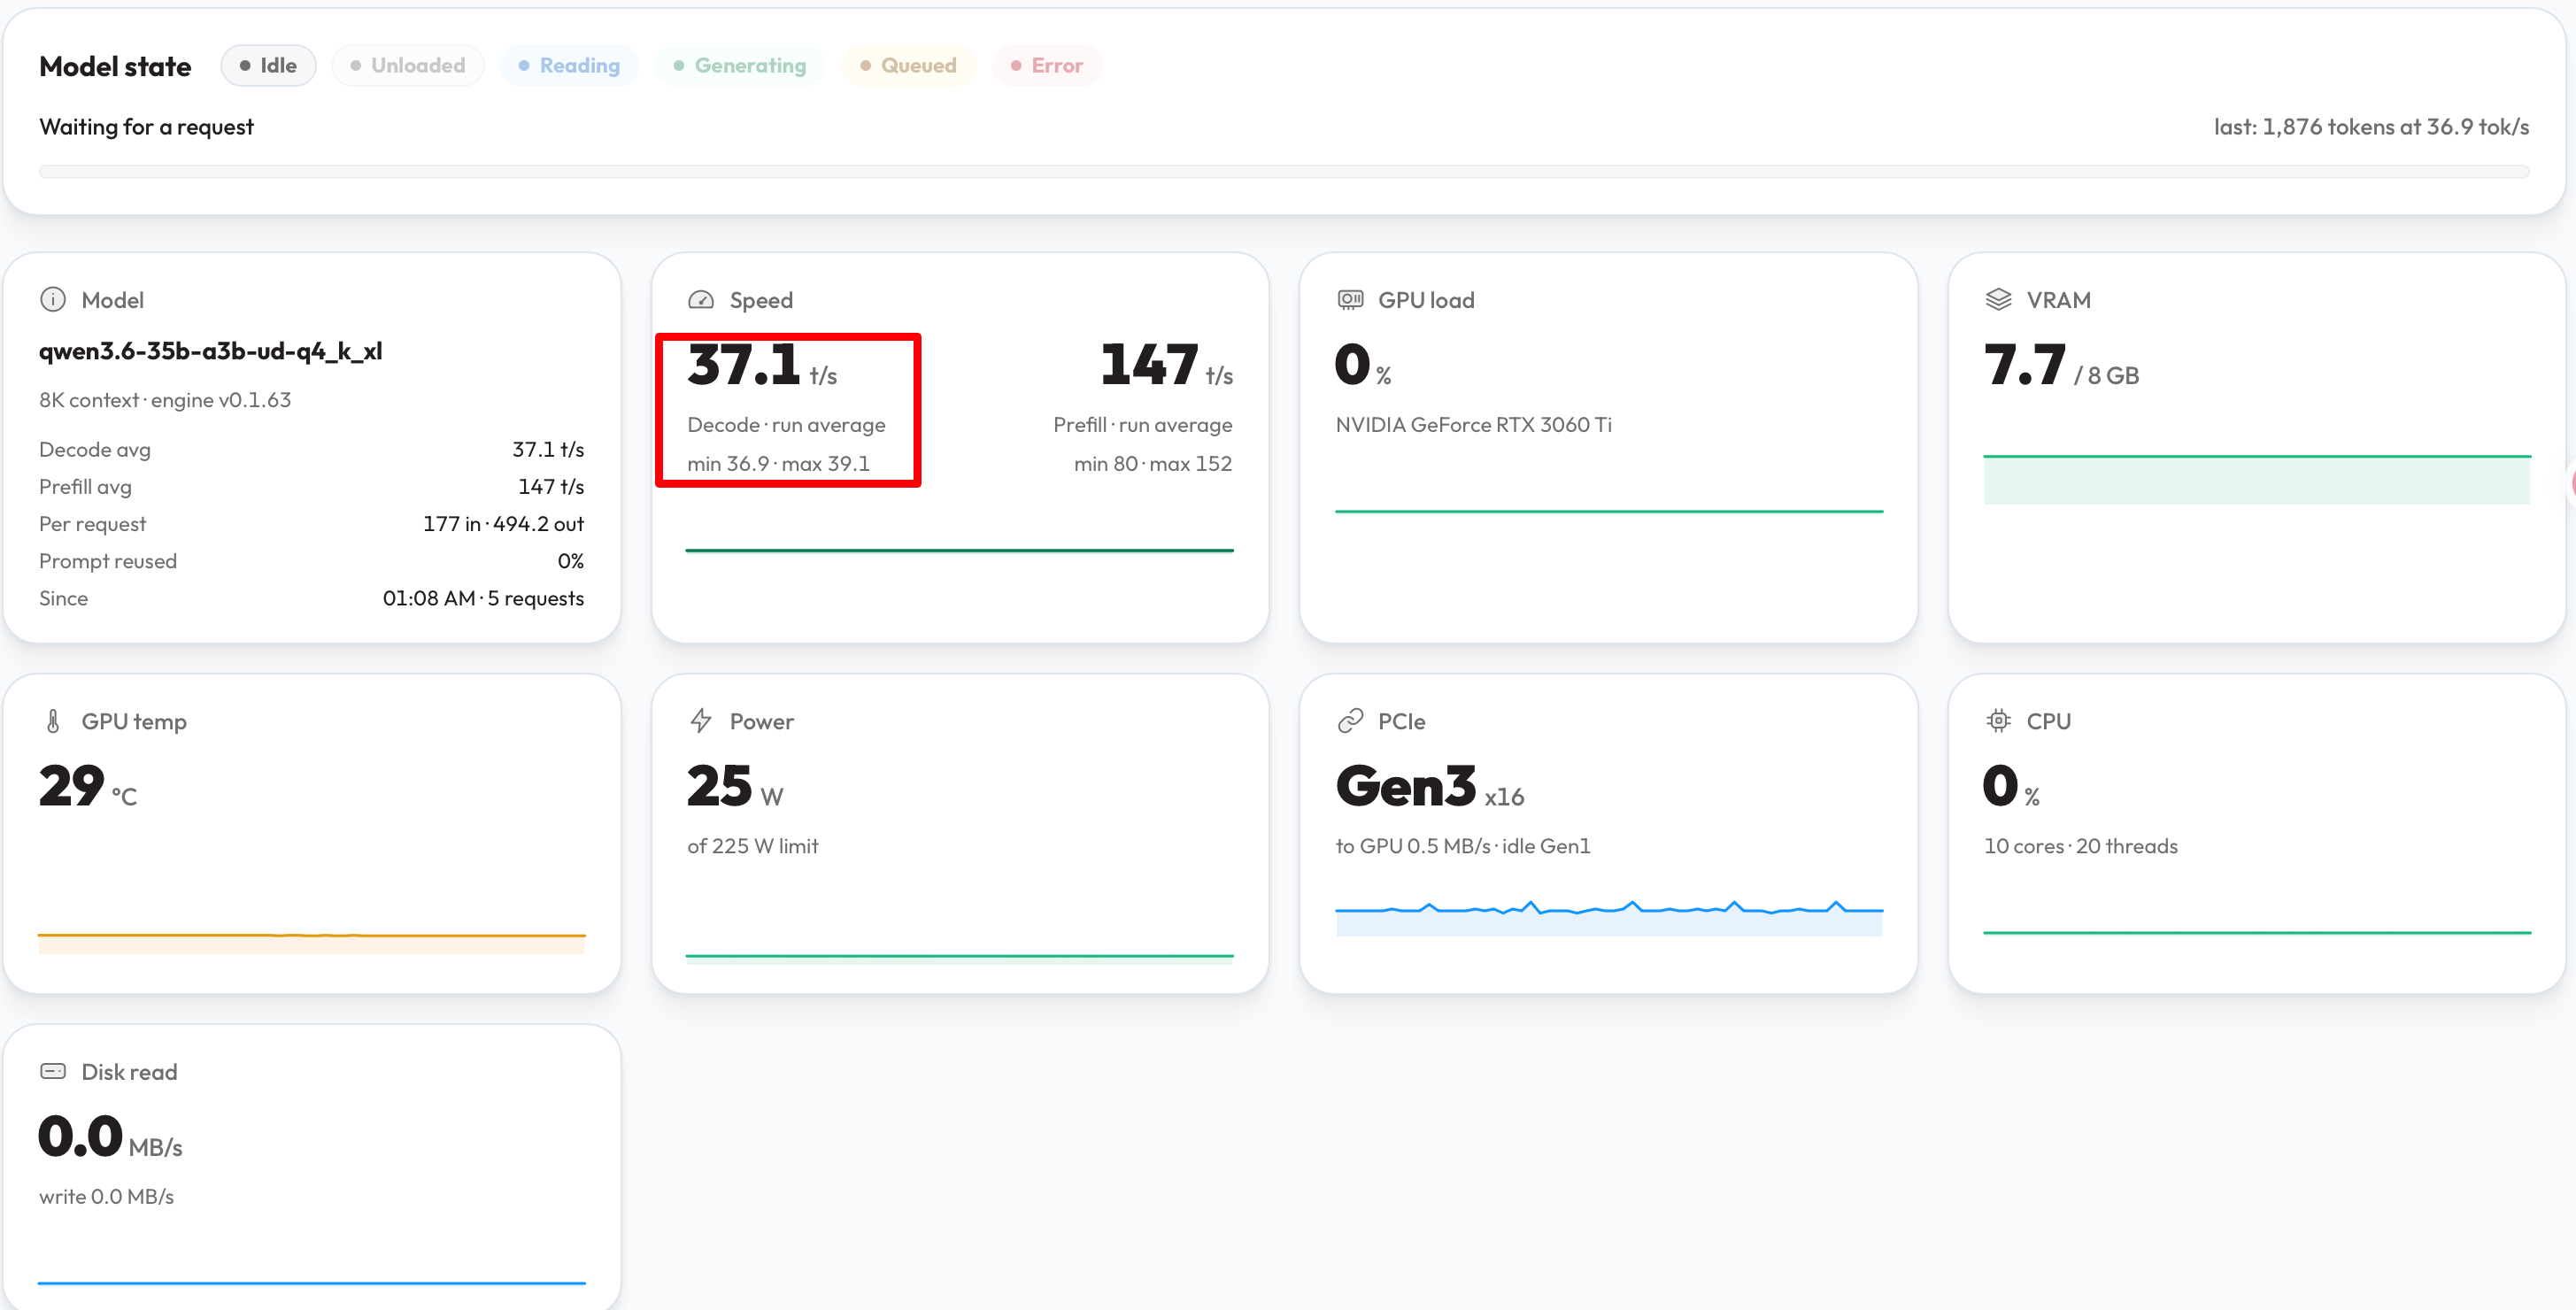 Model state Idle Unloaded Reading Generating Queued Error
Waiting for a request last: 1,876 tokens at 36.9 tok/s
Model
qwen3.6-35b-a3b-ud-q4_k_xl
8K context · engine v0.1.63
Decode avg 37.1 t/s
Prefill avg 147 t/s
Per request 177 in · 494.2 out
Prompt reused 0%
Since 01:08 AM · 5 requests
Speed
37.1 t/s 147 t/s
Decode · run average Prefill · run average
min 36.9 · max 39.1 min 80 · max 152
GPU load
0 %
NVIDIA GeForce RTX 3060 Ti
VRAM
7.7 / 8 GB
GPU temp
29 °C
Power
25 W
of 225 W limit
PCIe
Gen3 x16
to GPU 0.5 MB/s · idle Gen1
CPU
0 %
10 cores · 20 threads
Disk read
0.0 MB/s
write 0.0 MB/s